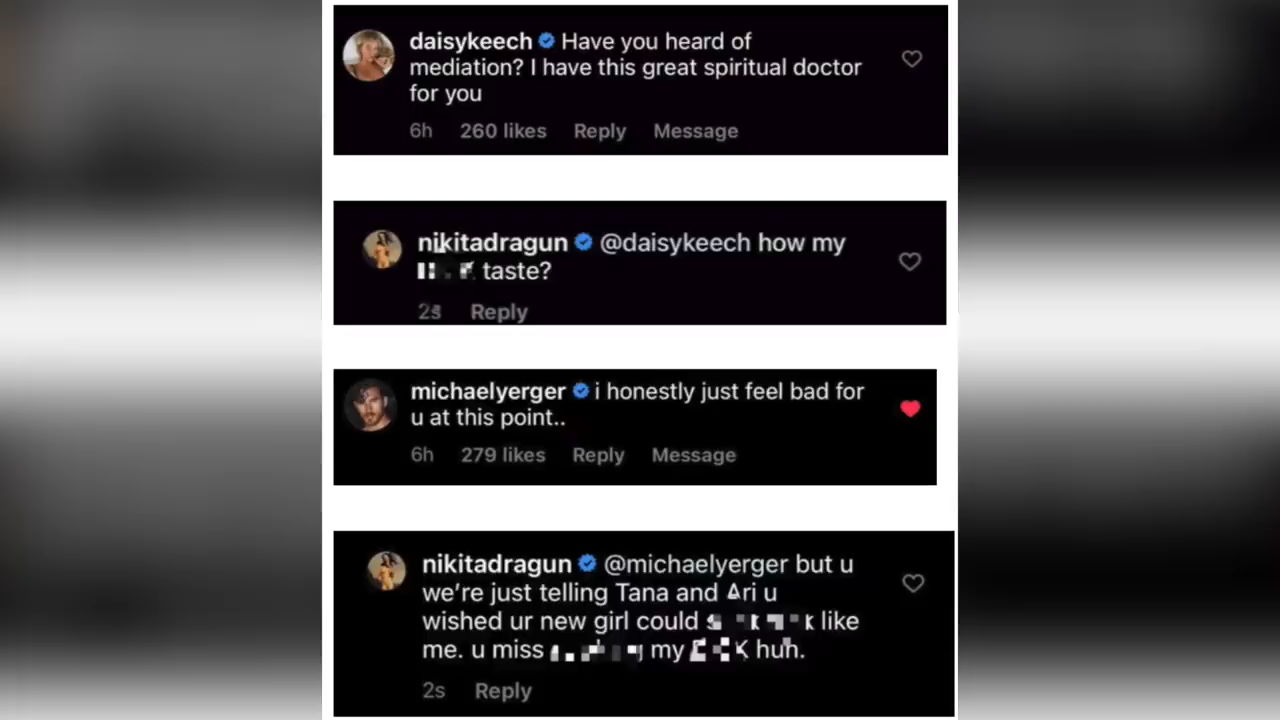 daisykeech Have you heard of
mediation? I have this great spiritual doctor
for you
6h 260 likes Reply Message
nikitadragun @daisykeech how my
taste?
2s Reply
michaelyerger i honestly just feel bad for
u at this point..
6h 279 likes Reply Message
nikitadragun @michaelyerger but u
we're just telling Tana and Ari u
wished ur new girl could like
me. u miss my huh.
2s Reply